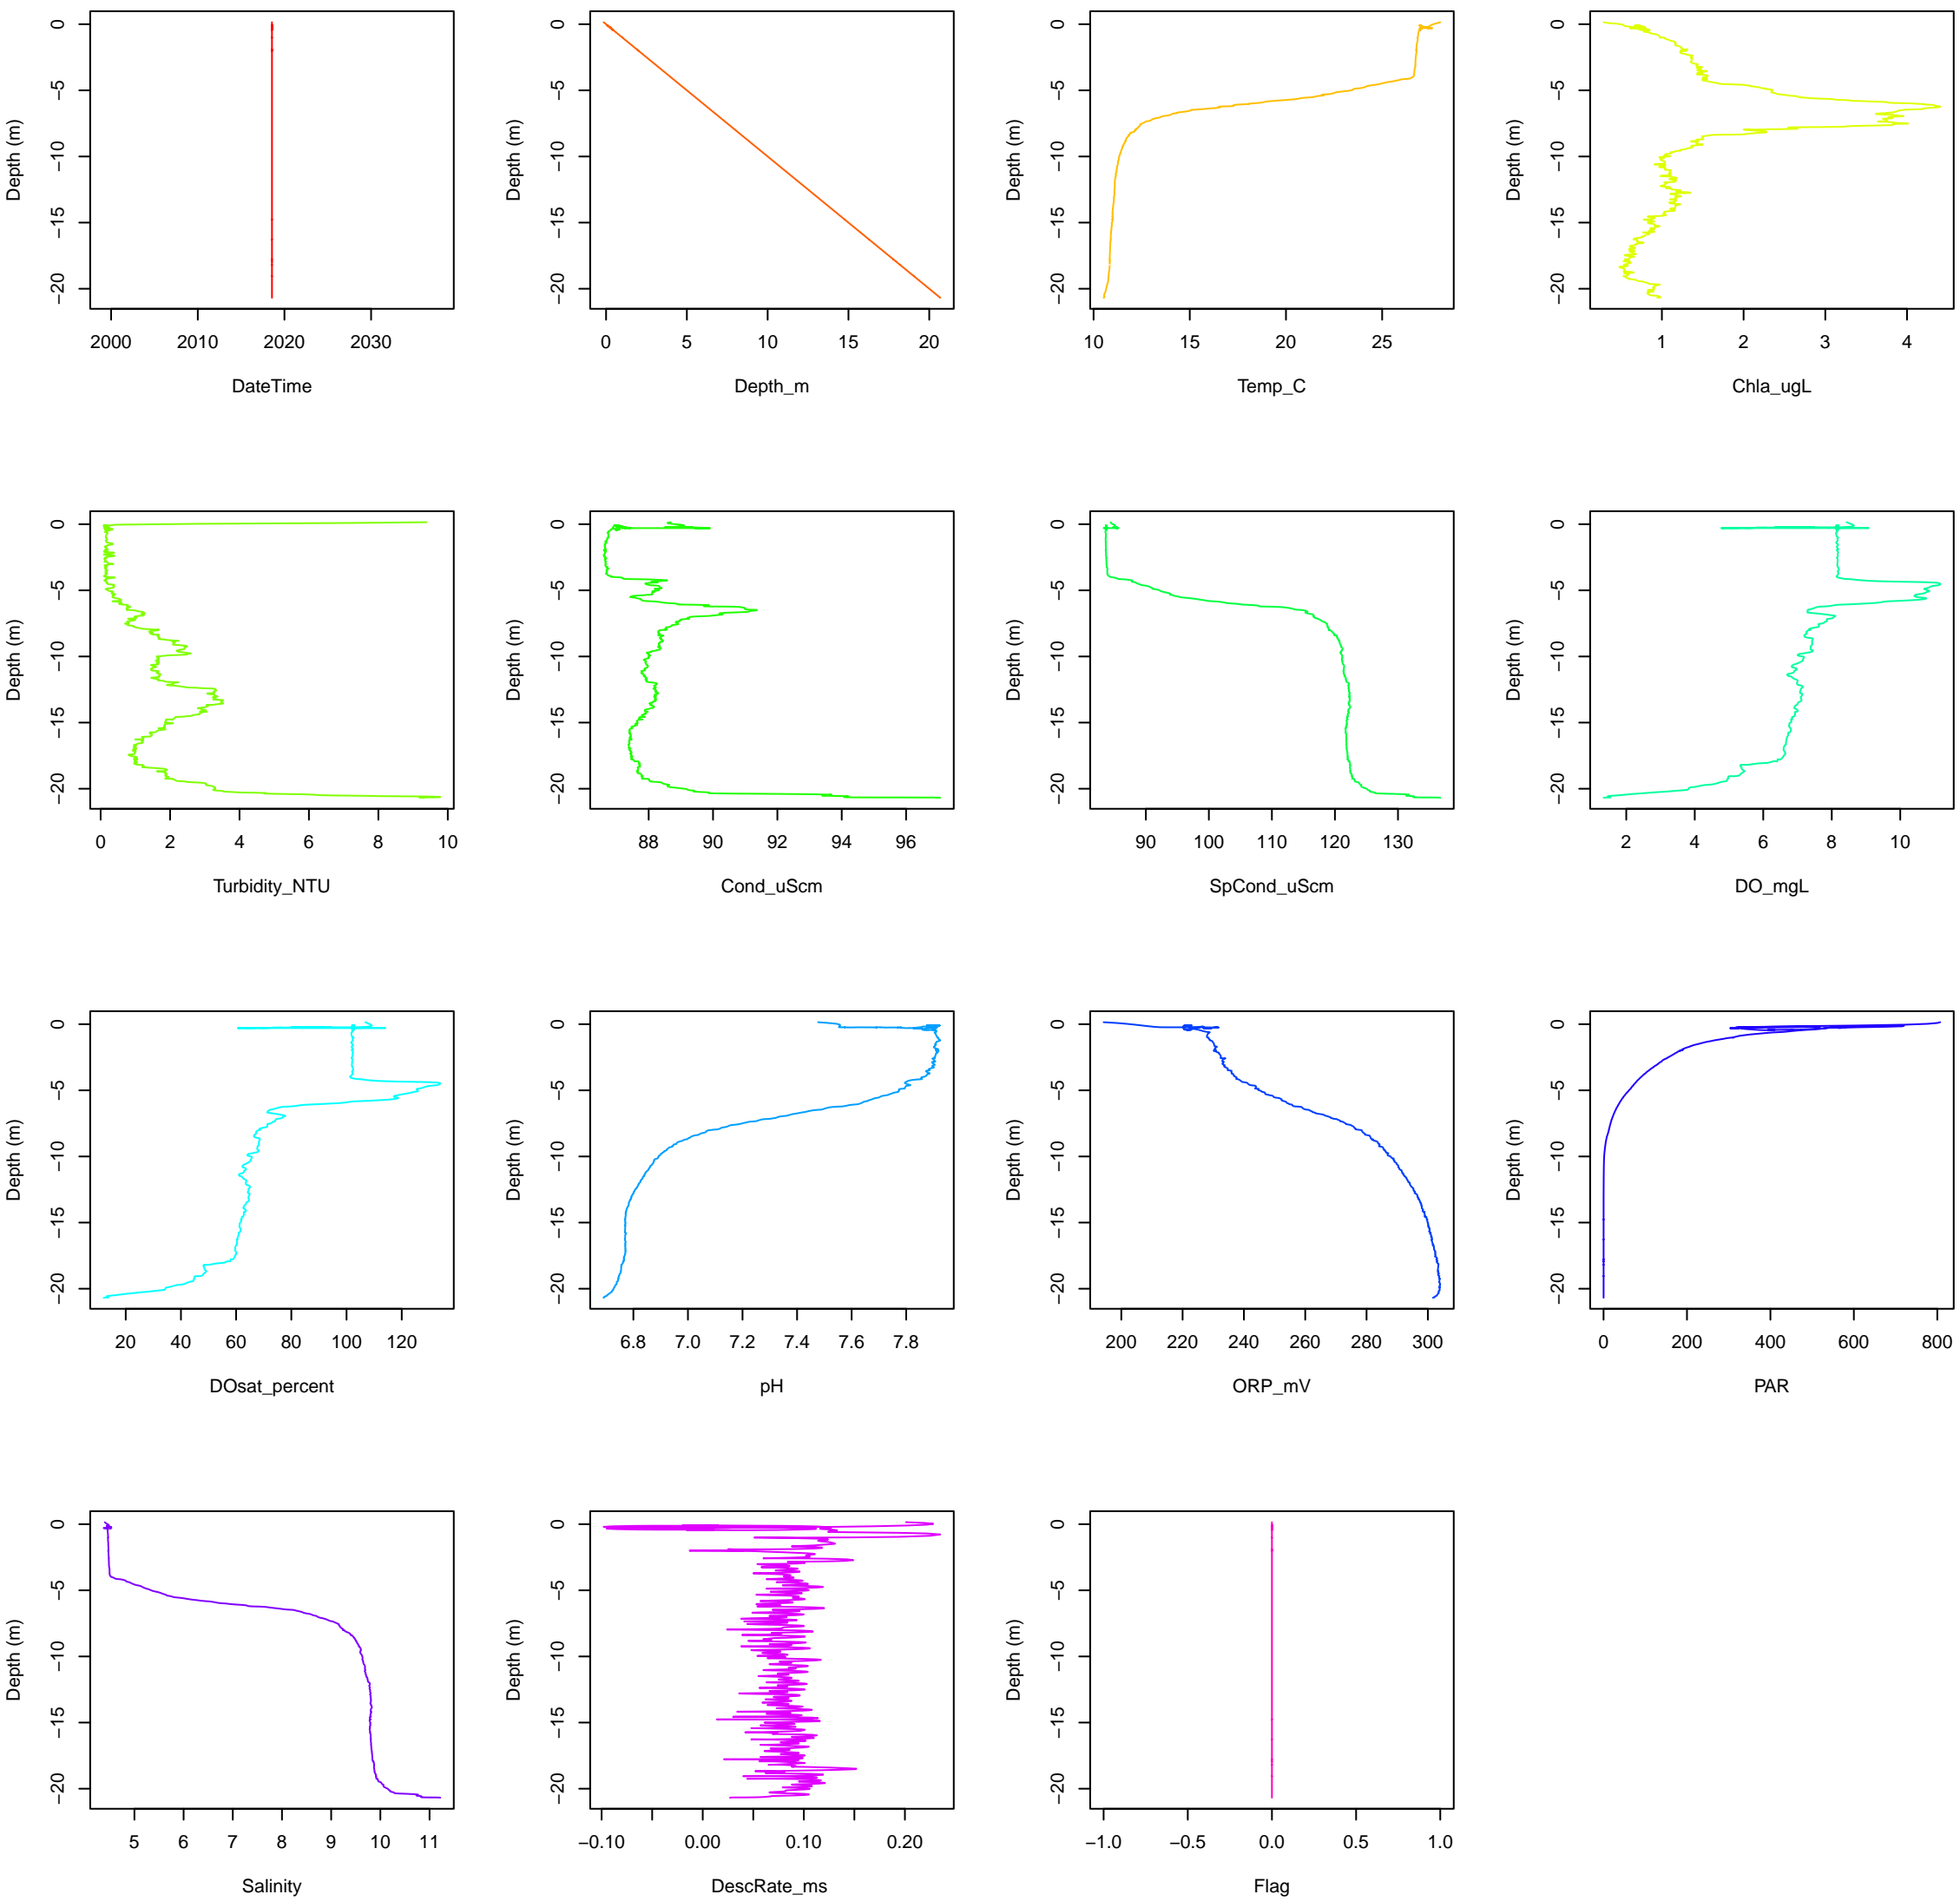 0 −5 −10 −15 −20 Depth (m)
2000 2010 2020 2030
DateTime
0 −5 −10 −15 −20 Depth (m)
0 5 10 15 20
Depth_m
0 −5 −10 −15 −20 Depth (m)
10 15 20 25
Temp_C
0 −5 −10 −15 −20 Depth (m)
1 2 3 4
Chla_ugL
0 −5 −10 −15 −20 Depth (m)
0 2 4 6 8 10
Turbidity_NTU
0 −5 −10 −15 −20 Depth (m)
88 90 92 94 96
Cond_uScm
0 −5 −10 −15 −20 Depth (m)
90 100 110 120 130
SpCond_uScm
0 −5 −10 −15 −20 Depth (m)
2 4 6 8 10
DO_mgL
0 −5 −10 −15 −20 Depth (m)
20 40 60 80 100 120
DOsat_percent
0 −5 −10 −15 −20 Depth (m)
6.8 7.0 7.2 7.4 7.6 7.8
pH
0 −5 −10 −15 −20 Depth (m)
200 220 240 260 280 300
ORP_mV
0 −5 −10 −15 −20 Depth (m)
0 200 400 600 800
PAR
0 −5 −10 −15 −20 Depth (m)
5 6 7 8 9 10 11
Salinity
0 −5 −10 −15 −20 Depth (m)
−0.10 0.00 0.10 0.20
DescRate_ms
0 −5 −10 −15 −20 Depth (m)
−1.0 −0.5 0.0 0.5 1.0
Flag